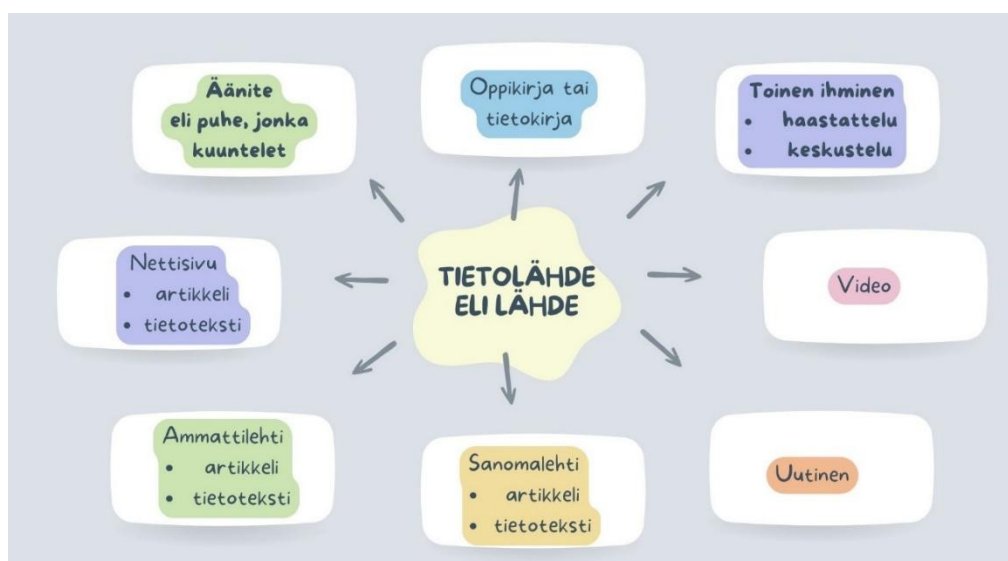 Äänite
eli puhe, jonka
kuuntelet
Oppikirja tai
tietokirja
Toinen ihminen
• haastattelu
• keskustelu
Nettisivu
• artikkeli
• tietoteksti
TIETOLÄHDE
ELI LÄHDE
Video
Ammattilehti
• artikkeli
• tietoteksti
Sanomalehti
• artikkeli
• tietoteksti
Uutinen